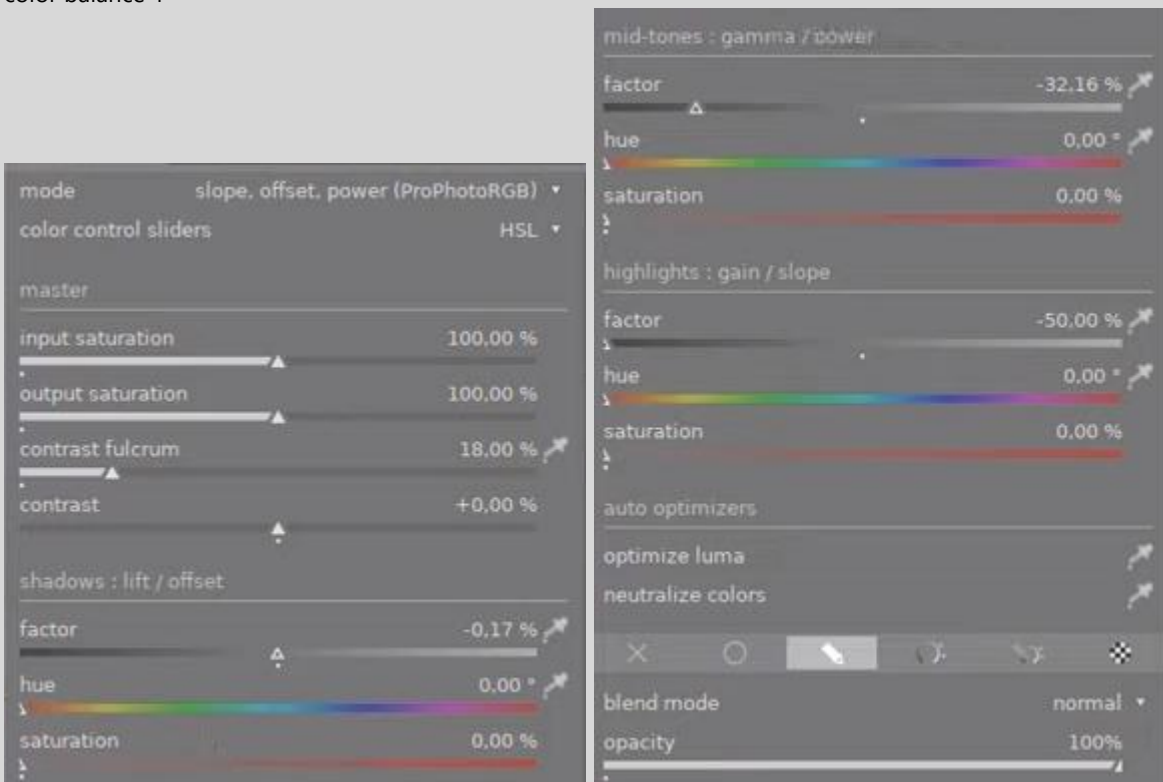 mode slope, offset, power (ProPhotoRGB)
color control sliders HSL
master
input saturation 100,00 %
output saturation 100,00 %
contrast fulcrum 18,00 %
contrast +0,00 %
shadows : lift / offset
factor -0,17 %
hue 0,00 °
saturation 0,00 %
mid-tones : gamma / power
factor -32,16 %
hue 0,00 °
saturation 0,00 %
highlights : gain / slope
factor -50,00 %
hue 0,00 °
saturation 0,00 %
auto optimizers
optimize luma
neutralize colors
blend mode normal
opacity 100%